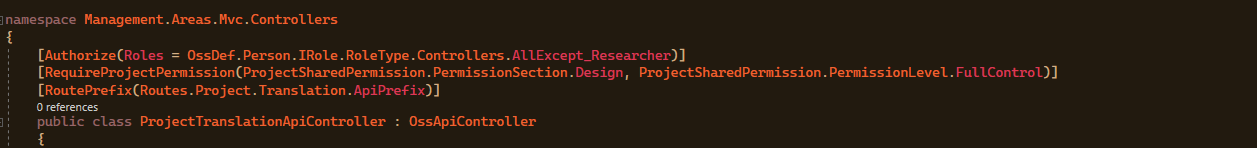 namespace Management.Areas.Mvc.Controllers
{
[Authorize(Roles = OssDef.Person.IRole.RoleType.Controllers.AllExcept_Researcher)]
[RequireProjectPermission(ProjectSharedPermission.PermissionSection.Design, ProjectSharedPermission.PermissionLevel.FullControl)]
[RoutePrefix(Routes.Project.Translation.ApiPrefix)]
0 references
public class ProjectTranslationApiController : OssApiController
{